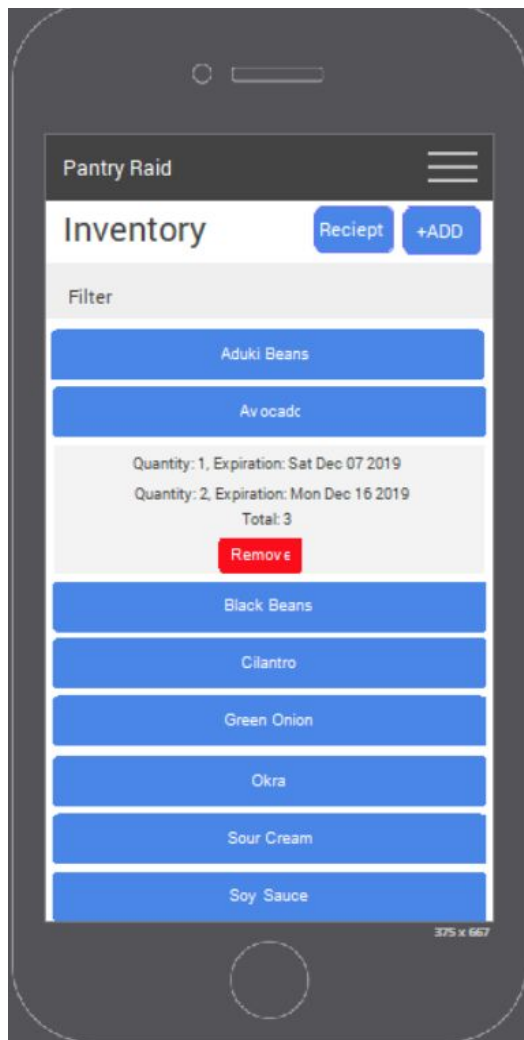 Pantry Raid
Inventory
Reciept
+ADD
Filter
Aduki Beans
Avocado
Quantity: 1, Expiration: Sat Dec 07 2019
Quantity: 2, Expiration: Mon Dec 16 2019
Total: 3
Remove
Black Beans
Cilantro
Green Onion
Okra
Sour Cream
Soy Sauce
375 x 667